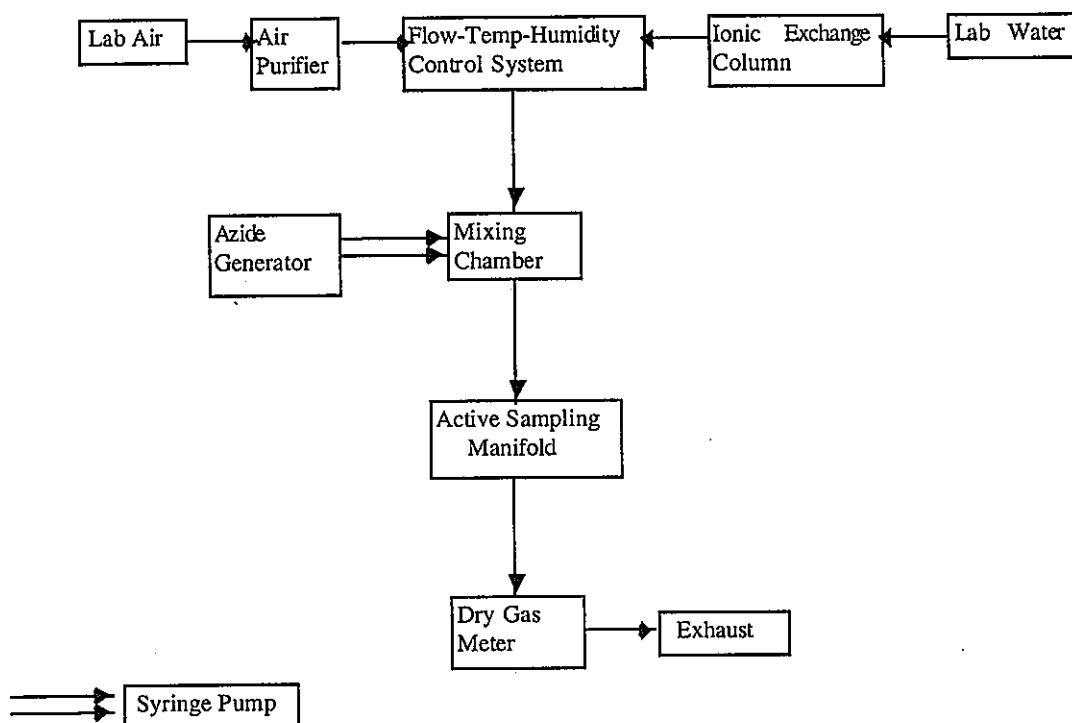 Lab Air
Air
Purifier
Flow-Temp-Humidity
Control System
Ionic Exchange
Column
Lab Water
Azide
Generator
Mixing
Chamber
Active Sampling
Manifold
Dry Gas
Meter
Exhaust
Syringe Pump